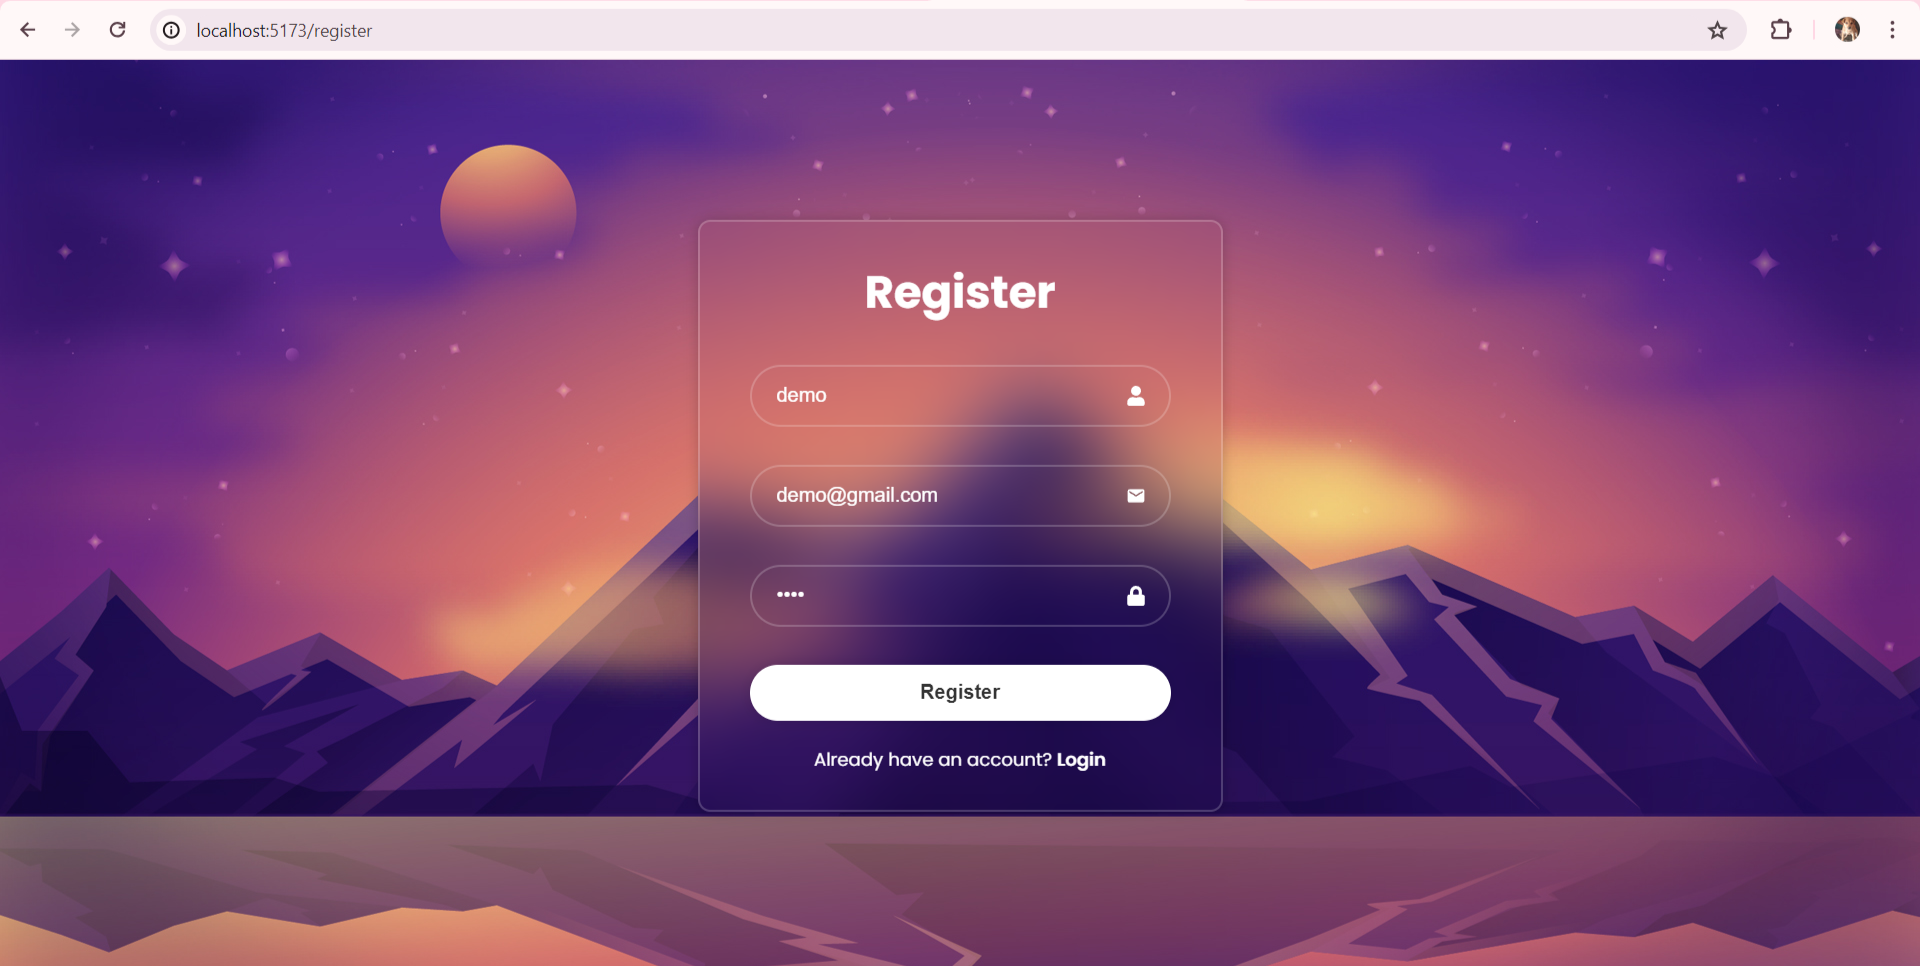 localhost:5173/register
Register
demo
demo@gmail.com
••••
Register
Already have an account? Login